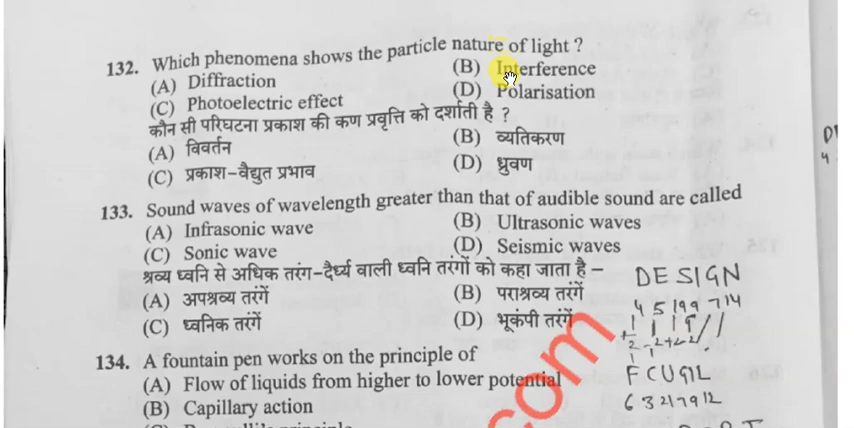 132. Which phenomena shows the particle nature of light ?
(A) Diffraction (B) Interference
(C) Photoelectric effect (D) Polarisation
कौन सी परिघटना प्रकाश की कण प्रवृत्ति को दर्शाती है ?
(A) विवर्तन (B) व्यतिकरण
(C) प्रकाश-वैद्युत प्रभाव (D) ध्रुवण
133. Sound waves of wavelength greater than that of audible sound are called
(A) Infrasonic wave (B) Ultrasonic waves
(C) Sonic wave (D) Seismic waves
श्रव्य ध्वनि से अधिक तरंग-दैर्ध्य वाली ध्वनि तरंगों को कहा जाता है –
(A) अपश्रव्य तरंगें (B) पराश्रव्य तरंगें
(C) ध्वनिक तरंगें (D) भूकंपी तरंगें
DESIGN
134. A fountain pen works on the principle of
(A) Flow of liquids from higher to lower potential
(B) Capillary action
com